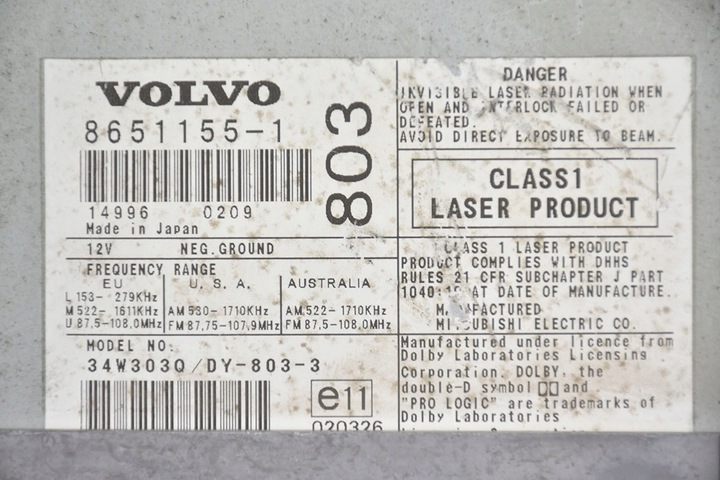 VOLVO
8651155-1
803
14996 0209
Made in Japan
12V NEG. GROUND
FREQUENCY RANGE
EU
L 153- 279KHz
M 522- 1611KHz
U 87.5-108.0MHz
U. S. A.
AM 530-1710KHz
FM 87.75-107.9MHz
AUSTRALIA
AM.522-1710KHz
FM 87.5-108.0MHz
MODEL NO:
34W3030/DY-803-3
e11
020326
DANGER
INVISIBLE LASER RADIATION WHEN
OPEN AND INTERLOCK FAILED OR
DEFEATED.
AVOID DIRECT EXPOSURE TO BEAM.
CLASS1
LASER PRODUCT
CLASS 1 LASER PRODUCT
PRODUCT COMPLIES WITH DHHS
RULES 21 CFR SUBCHAPTER J PART
AT DATE OF MANUFACTURE.
MANUFACTURED
MITSUBISHI ELECTRIC CO.
Manufactured under licence from
Dolby Laboratories Licensing
Corporation. DOLBY, the
double-D symbol and
"PRO LOGIC" are trademarks of
Dolby Laboratories